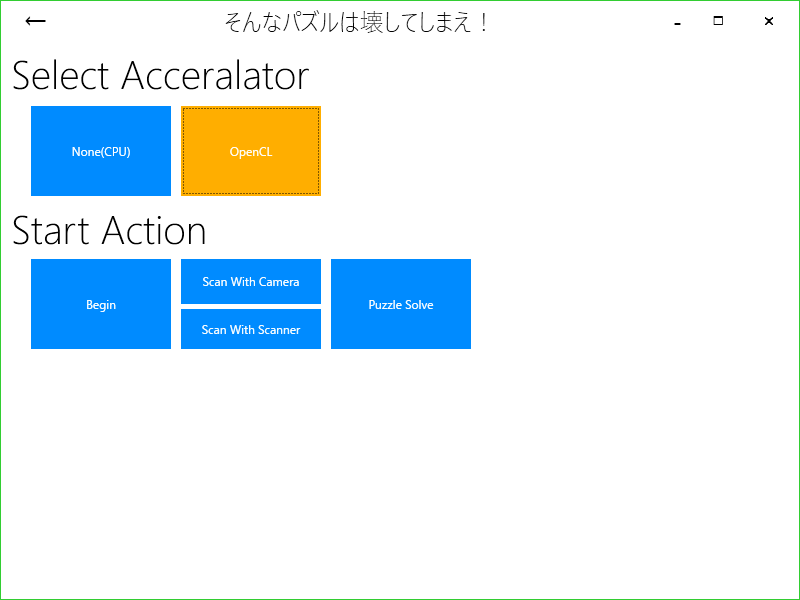 そんなパズルは壊してしまえ！
Select Acceralator
None(CPU)
OpenCL
Start Action
Begin
Scan With Camera
Scan With Scanner
Puzzle Solve